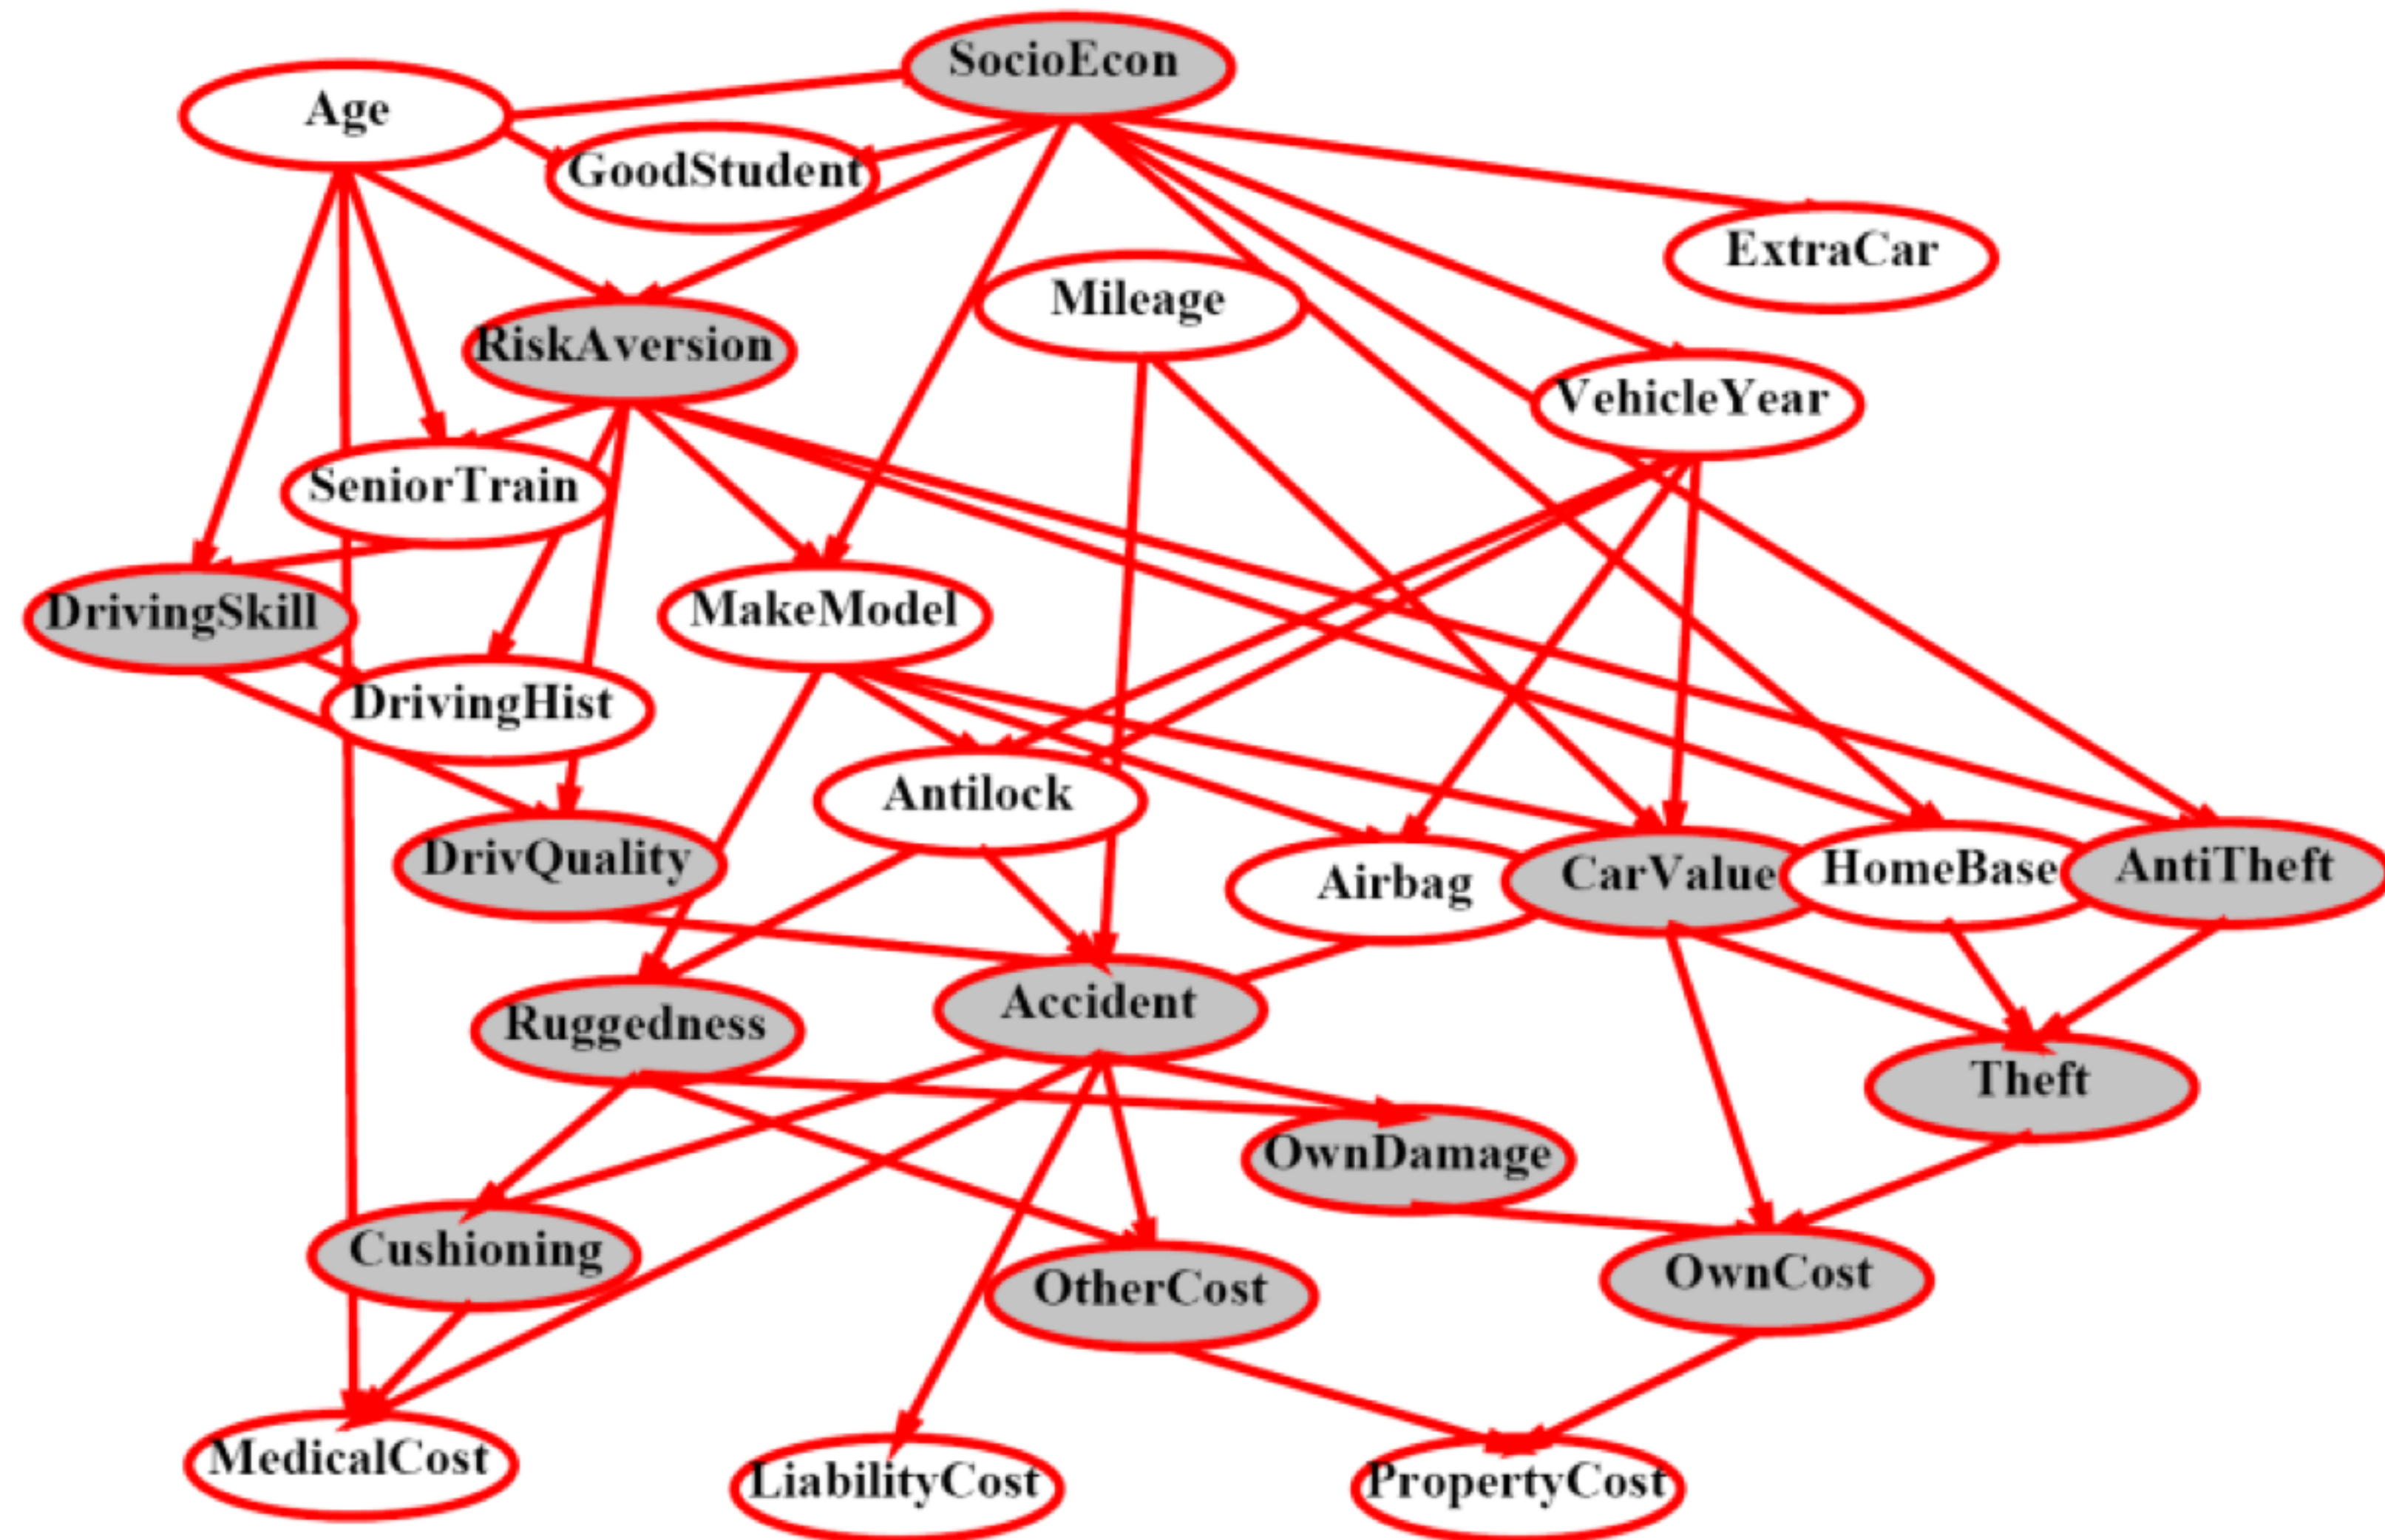 SocioEcon
Age
GoodStudent
ExtraCar
Mileage
RiskAversion
VehicleYear
SeniorTrain
DrivingSkill
MakeModel
DrivingHist
Antilock
DrivQuality
Airbag
CarValue
HomeBase
AntiTheft
Ruggedness
Accident
Theft
OwnDamage
Cushioning
OtherCost
OwnCost
MedicalCost
LiabilityCost
PropertyCost